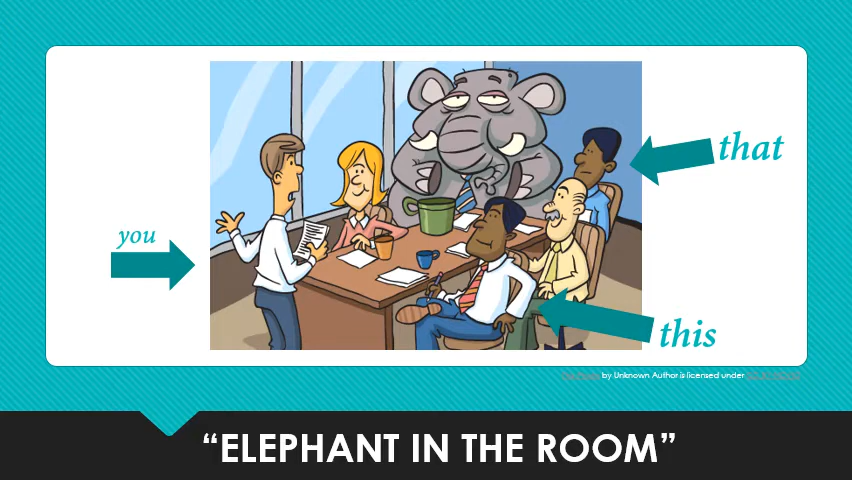 that
you
this
by Unknown Author is licensed under
“ELEPHANT IN THE ROOM”